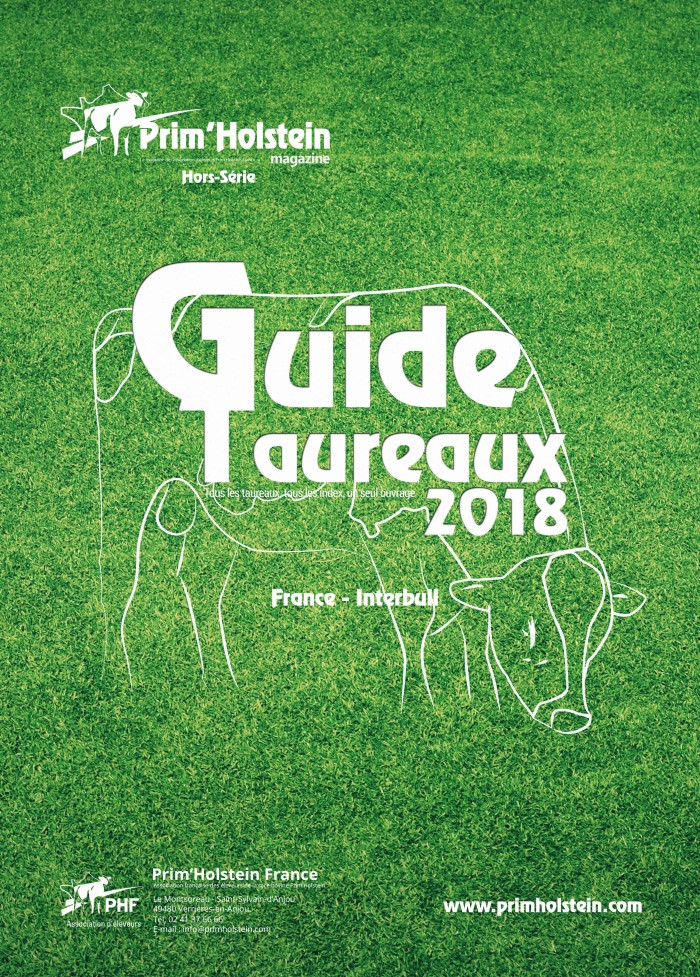 Prim'Holstein
magazine
Hors-Série
Guide
Taureaux
Tous les taureaux, tous les index, un seul ouvrage
2018
France - Interbull
Prim'Holstein France
Association française des éleveurs de la race bovine Prim'Holstein
PHF
Association d'éleveurs
Le Montsoreau - Saint-Sylvain-d'Anjou
49480 Verrières-en-Anjou
Tél. 02 41 37 66 66
E-mail : info@primholstein.com
www.primholstein.com